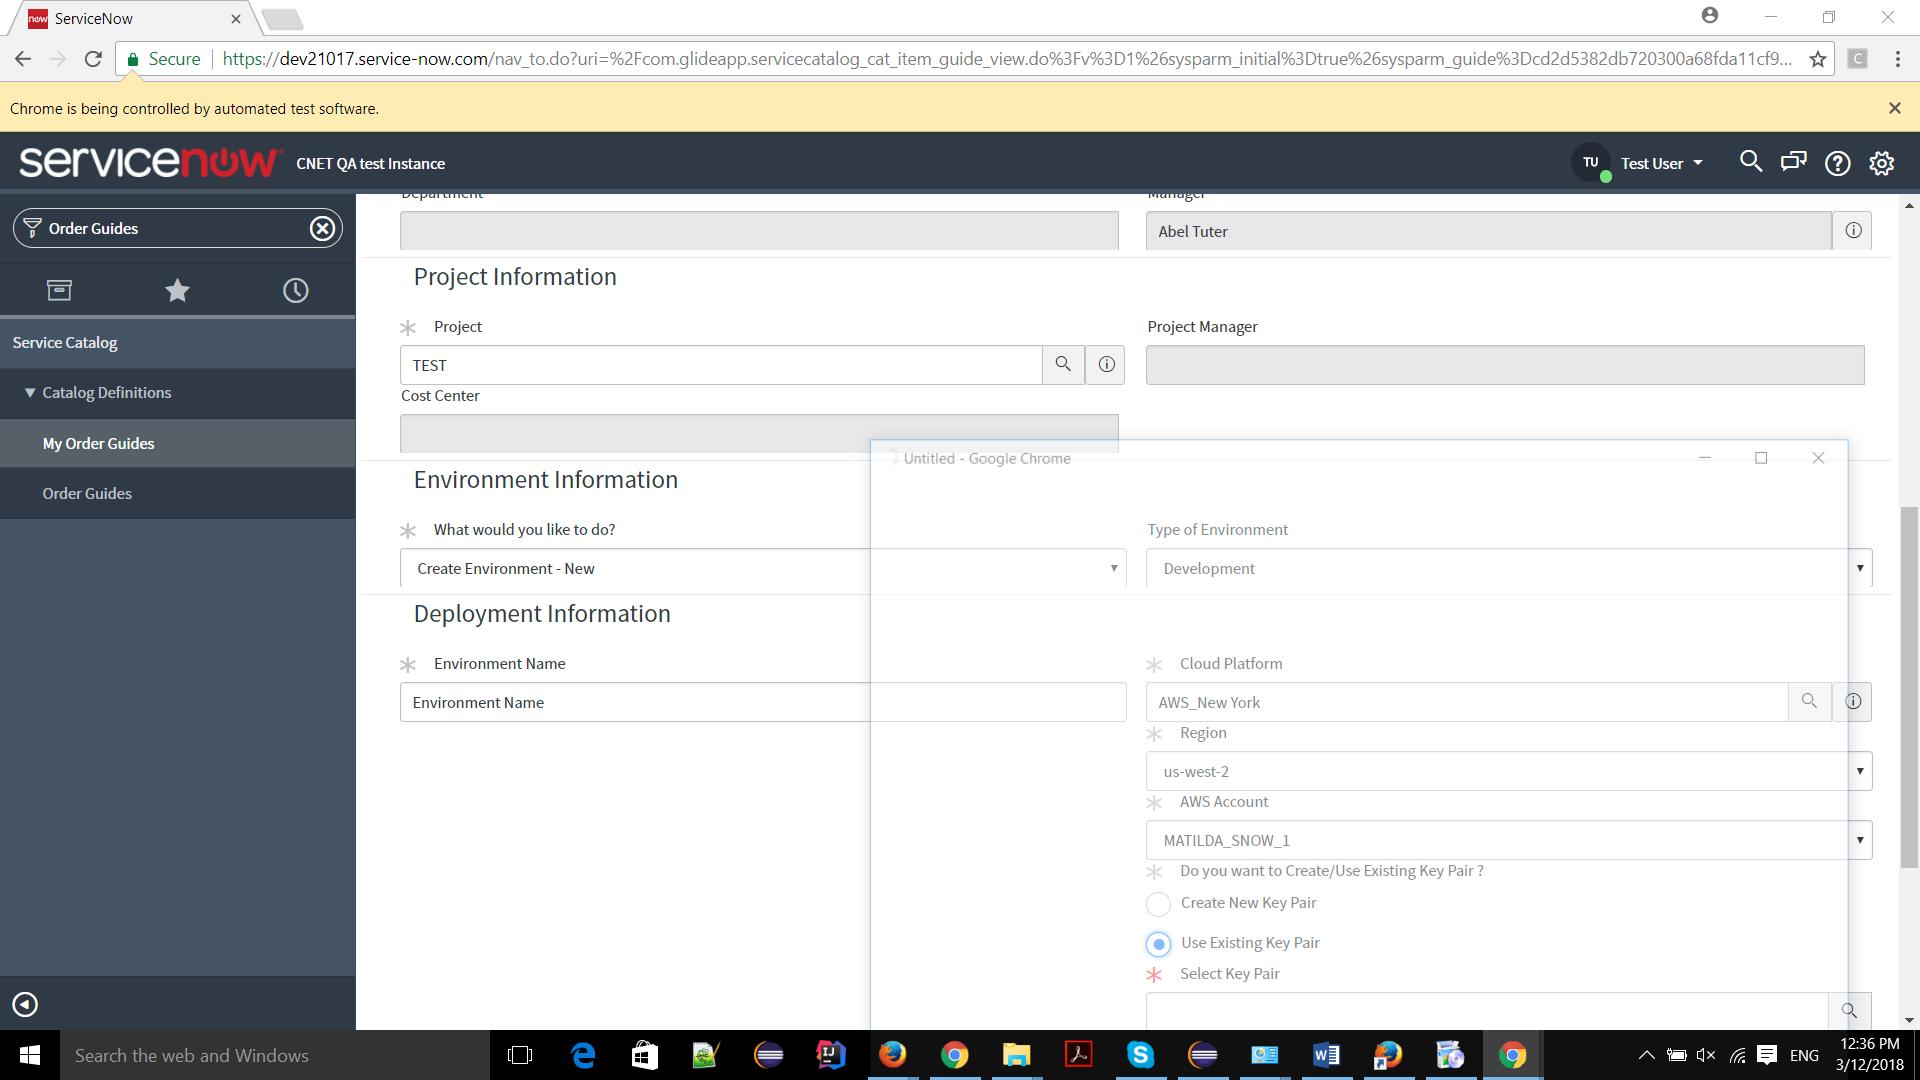 ServiceNow
Secure
https://dev21017.service-now.com/nav_to.do?uri=%2Fcom.glideapp.servicecatalog_cat_item_guide_view.do%3Fv%3D1%26sysparm_initial%3Dtrue%26sysparm_guide%3Dcd2d5382db720300a68fda11cf9...
Chrome is being controlled by automated test software.
servicenow
CNET QA test Instance
TU
Test User
Order Guides
Service Catalog
Catalog Definitions
My Order Guides
Order Guides
Department
Manager
Abel Tuter
Project Information
Project
Project Manager
TEST
Cost Center
Untitled - Google Chrome
Environment Information
What would you like to do?
Type of Environment
Create Environment - New
Development
Deployment Information
Environment Name
Cloud Platform
Environment Name
AWS_New York
Region
us-west-2
AWS Account
MATILDA_SNOW_1
Do you want to Create/Use Existing Key Pair ?
Create New Key Pair
Use Existing Key Pair
Select Key Pair
Search the web and Windows
ENG
12:36 PM
3/12/2018